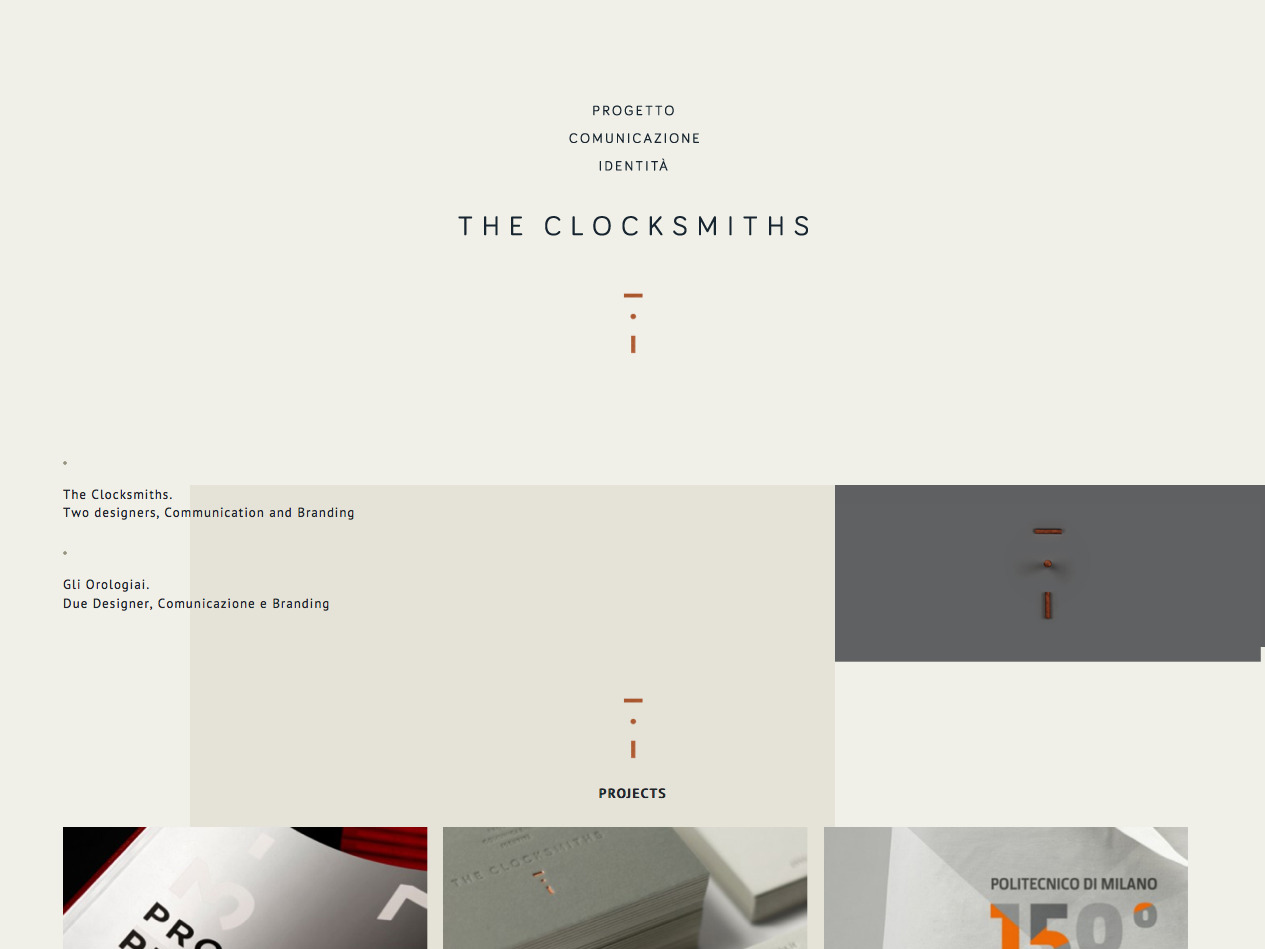 PROGETTO
COMUNICAZIONE
IDENTITÀ
THE CLOCKSMITHS
The Clocksmiths.
Two designers, Communication and Branding
Gli Orologiai.
Due Designer, Comunicazione e Branding
PROJECTS
PRO
THE CLOCKSMITHS
POLITECNICO DI MILANO
150°